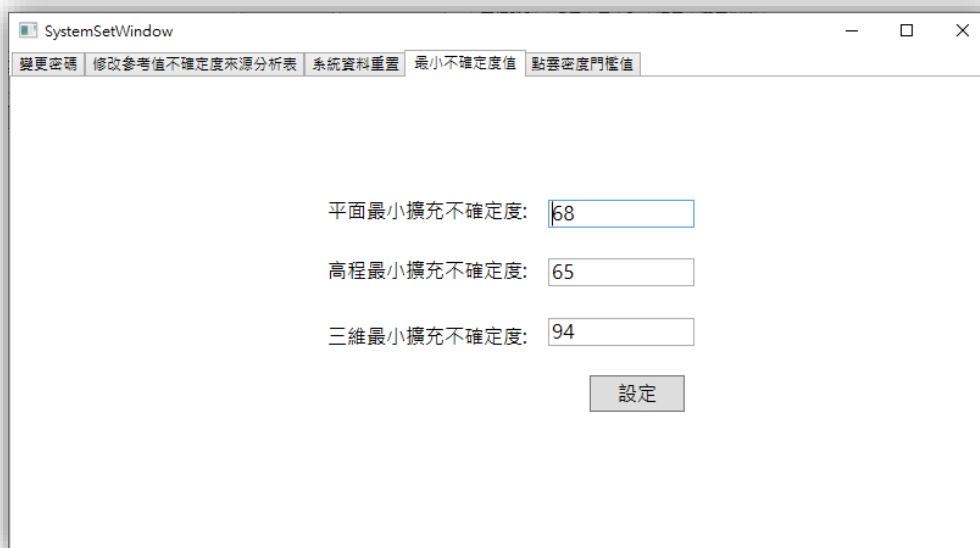 SystemSetWindow
變更密碼 修改參考值不確定度來源分析表 系統資料重置 最小不確定度值 點雲密度門檻值
平面最小擴充不確定度: 68
高程最小擴充不確定度: 65
三維最小擴充不確定度: 94
設定